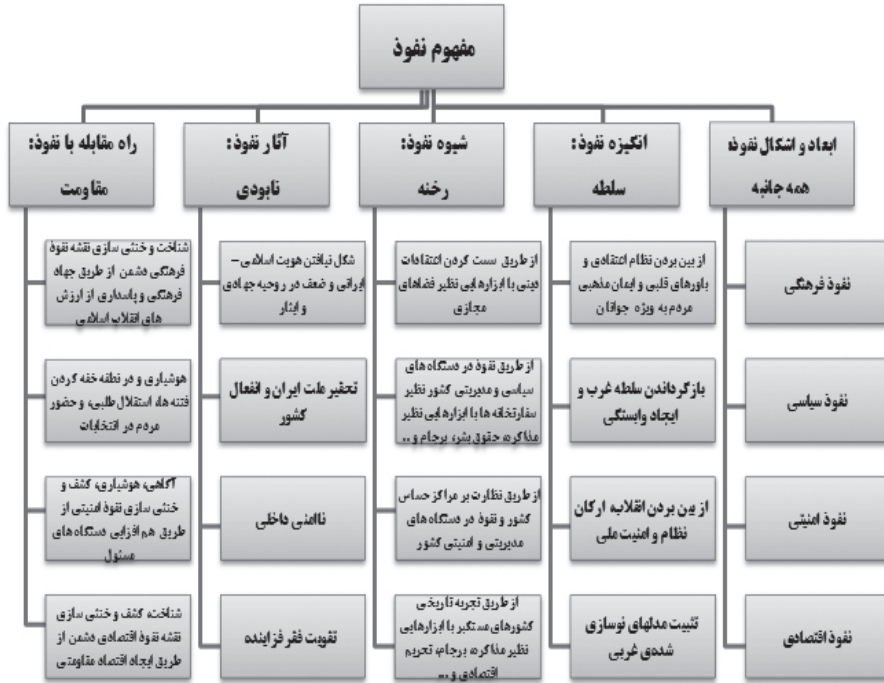 مفهوم نفوذ
ابعاد و اشکال نفوذ:
همه جانبه
نفوذ فرهنگی
نفوذ سیاسی
نفوذ امنیتی
نفوذ اقتصادی
انگیزه نفوذ:
سلطه
از بین بردن نظام اعتقادی و
باورهای قلبی و ایمان مذهبی
مردم به ویژه جوانان
بازگرداندن سلطه غرب و
ایجاد وابستگی
از بین بردن انقلاب، ارکان
نظام و امنیت ملی
تثبیت مدلهای نوسازی
شده‌ی غربی
شیوه نفوذ:
رخنه
از طریق سست کردن اعتقادات
دینی با ابزارهایی نظیر فضاهای
مجازی
از طریق نفوذ در دستگاه های
سیاسی و مدیریتی کشور نظیر
سفارتخانه ها با ابزارهایی نظیر
مذاکره، حقوق بشر، برجام و ..
از طریق نظارت بر مراکز حساس
کشور و نفوذ در دستگاه های
مدیریتی و امنیتی کشور
از طریق تجربه تاریخی
کشورهای مستکبر با ابزارهایی
نظیر مذاکره، برجام، تحریم
اقتصادی و ...
آثار نفوذ:
نابودی
شکل نیافتن هویت اسلامی –
ایرانی و ضعف در روحیه جهادی
و ایثار
تحقیر ملت ایران و انفعال
کشور
ناامنی داخلی
تقویت فقر فزاینده
راه مقابله با نفوذ:
مقاومت
شناخت و خنثی سازی نقشه نفوذ
فرهنگی دشمن از طریق جهاد
فرهنگی و پاسداری از ارزش
های انقلاب اسلامی
هوشیاری و در نطفه خفه کردن
فتنه ها، استقلال طلبی، و حضور
مردم در انتخابات
آگاهی، هوشیاری، کشف و
خنثی سازی نفوذ امنیتی از
طریق هم افزایی دستگاه های
مسئول
شناخت، کشف و خنثی سازی
نقشه نفوذ اقتصادی دشمن از
طریق ایجاد اقتصاد مقاومتی